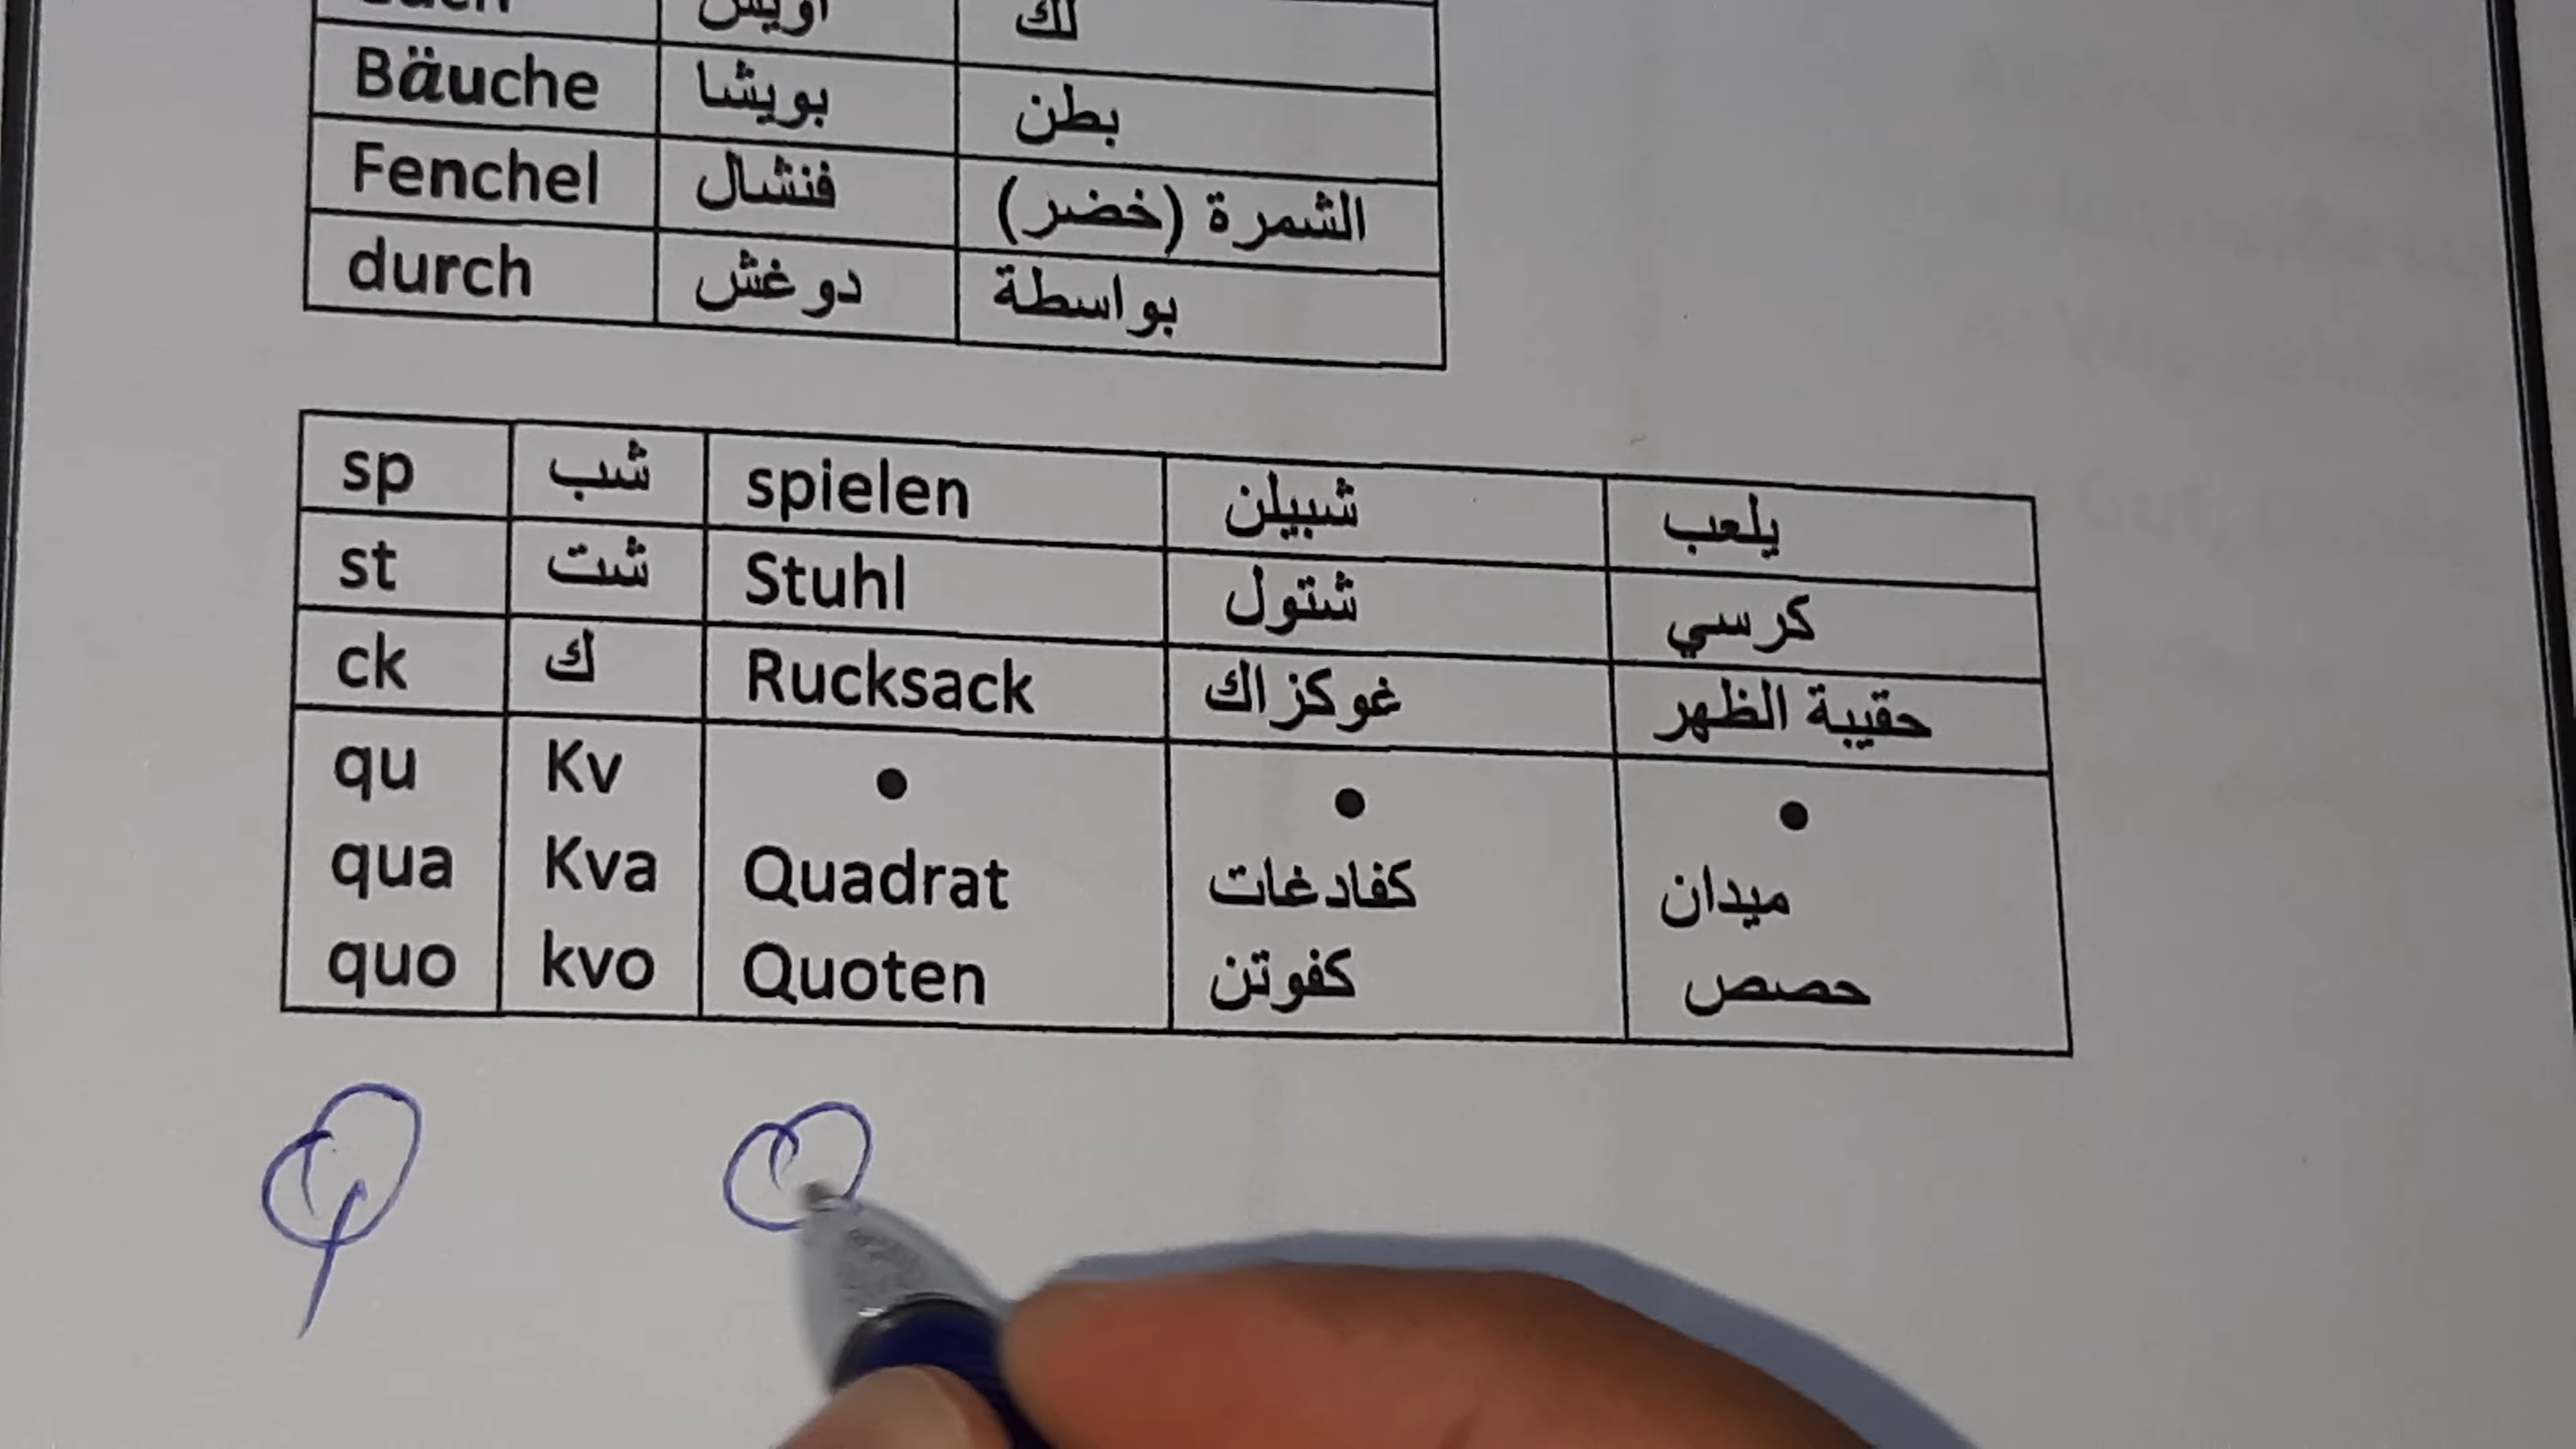 لك
Bäuche بويشا بطن
Fenchel فنشال الشمرة (خضر)
durch دوغش بواسطة
sp شب spielen شبيلن يلعب
st شت Stuhl شتول كرسي
ck ك Rucksack غوكزاك حقيبة الظهر
qu Kv • • •
qua Kva Quadrat كفادغات ميدان
quo kvo Quoten كفوتن حصص